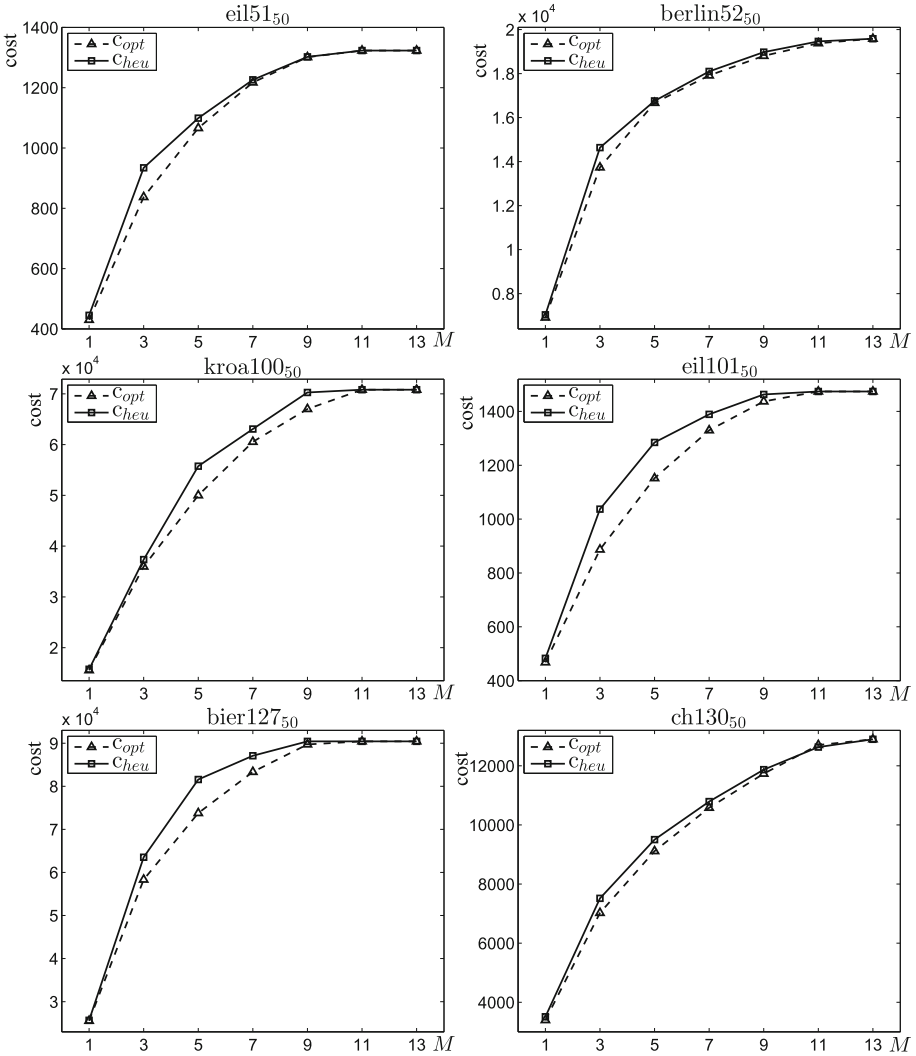 eil51₅₀
cost
c_opt
c_heu
1400
1200
1000
800
600
400
1 3 5 7 9 11 13 M
berlin52₅₀
x 10⁴
cost
c_opt
c_heu
2
1.8
1.6
1.4
1.2
1
0.8
1 3 5 7 9 11 13 M
kroa100₅₀
x 10⁴
cost
c_opt
c_heu
7
6
5
4
3
2
1 3 5 7 9 11 13 M
eil101₅₀
cost
c_opt
c_heu
1400
1200
1000
800
600
400
1 3 5 7 9 11 13 M
bier127₅₀
x 10⁴
cost
c_opt
c_heu
9
8
7
6
5
4
3
1 3 5 7 9 11 13 M
ch130₅₀
cost
c_opt
c_heu
12000
10000
8000
6000
4000
1 3 5 7 9 11 13 M